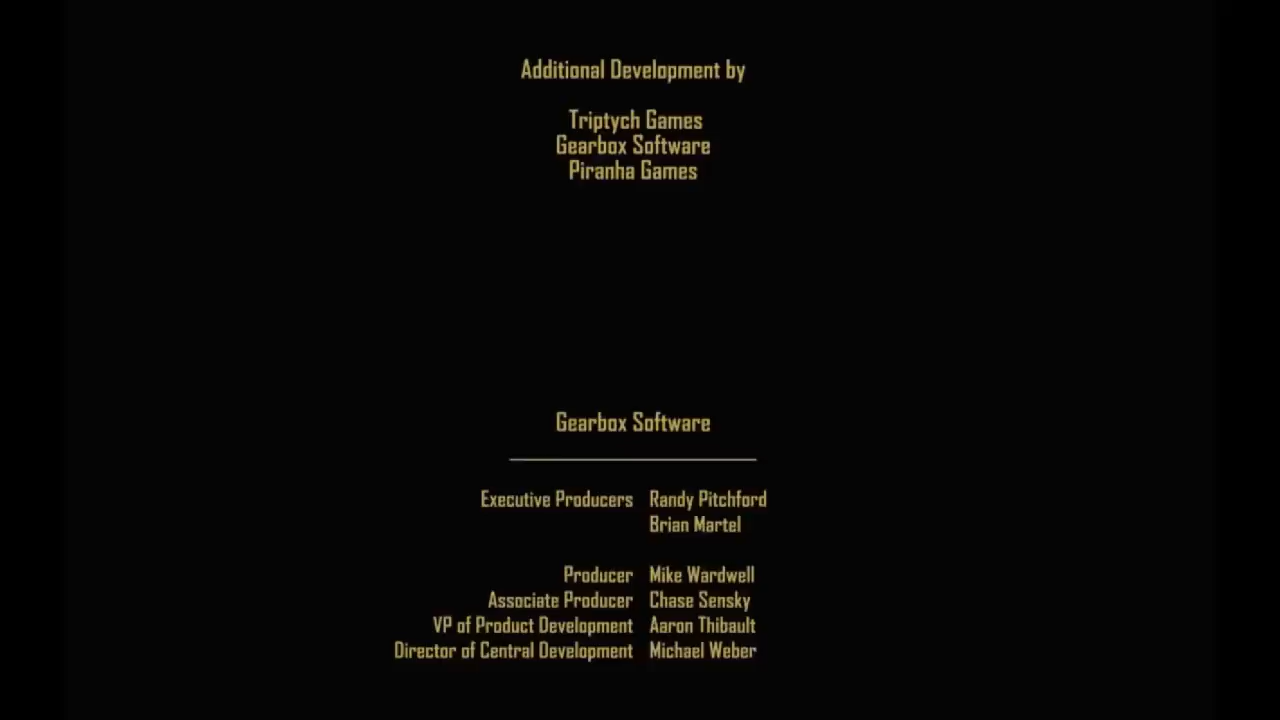 Additional Development by
Triptych Games
Gearbox Software
Piranha Games
Gearbox Software
Executive Producers Randy Pitchford
Brian Martel
Producer Mike Wardwell
Associate Producer Chase Sensky
VP of Product Development Aaron Thibault
Director of Central Development Michael Weber